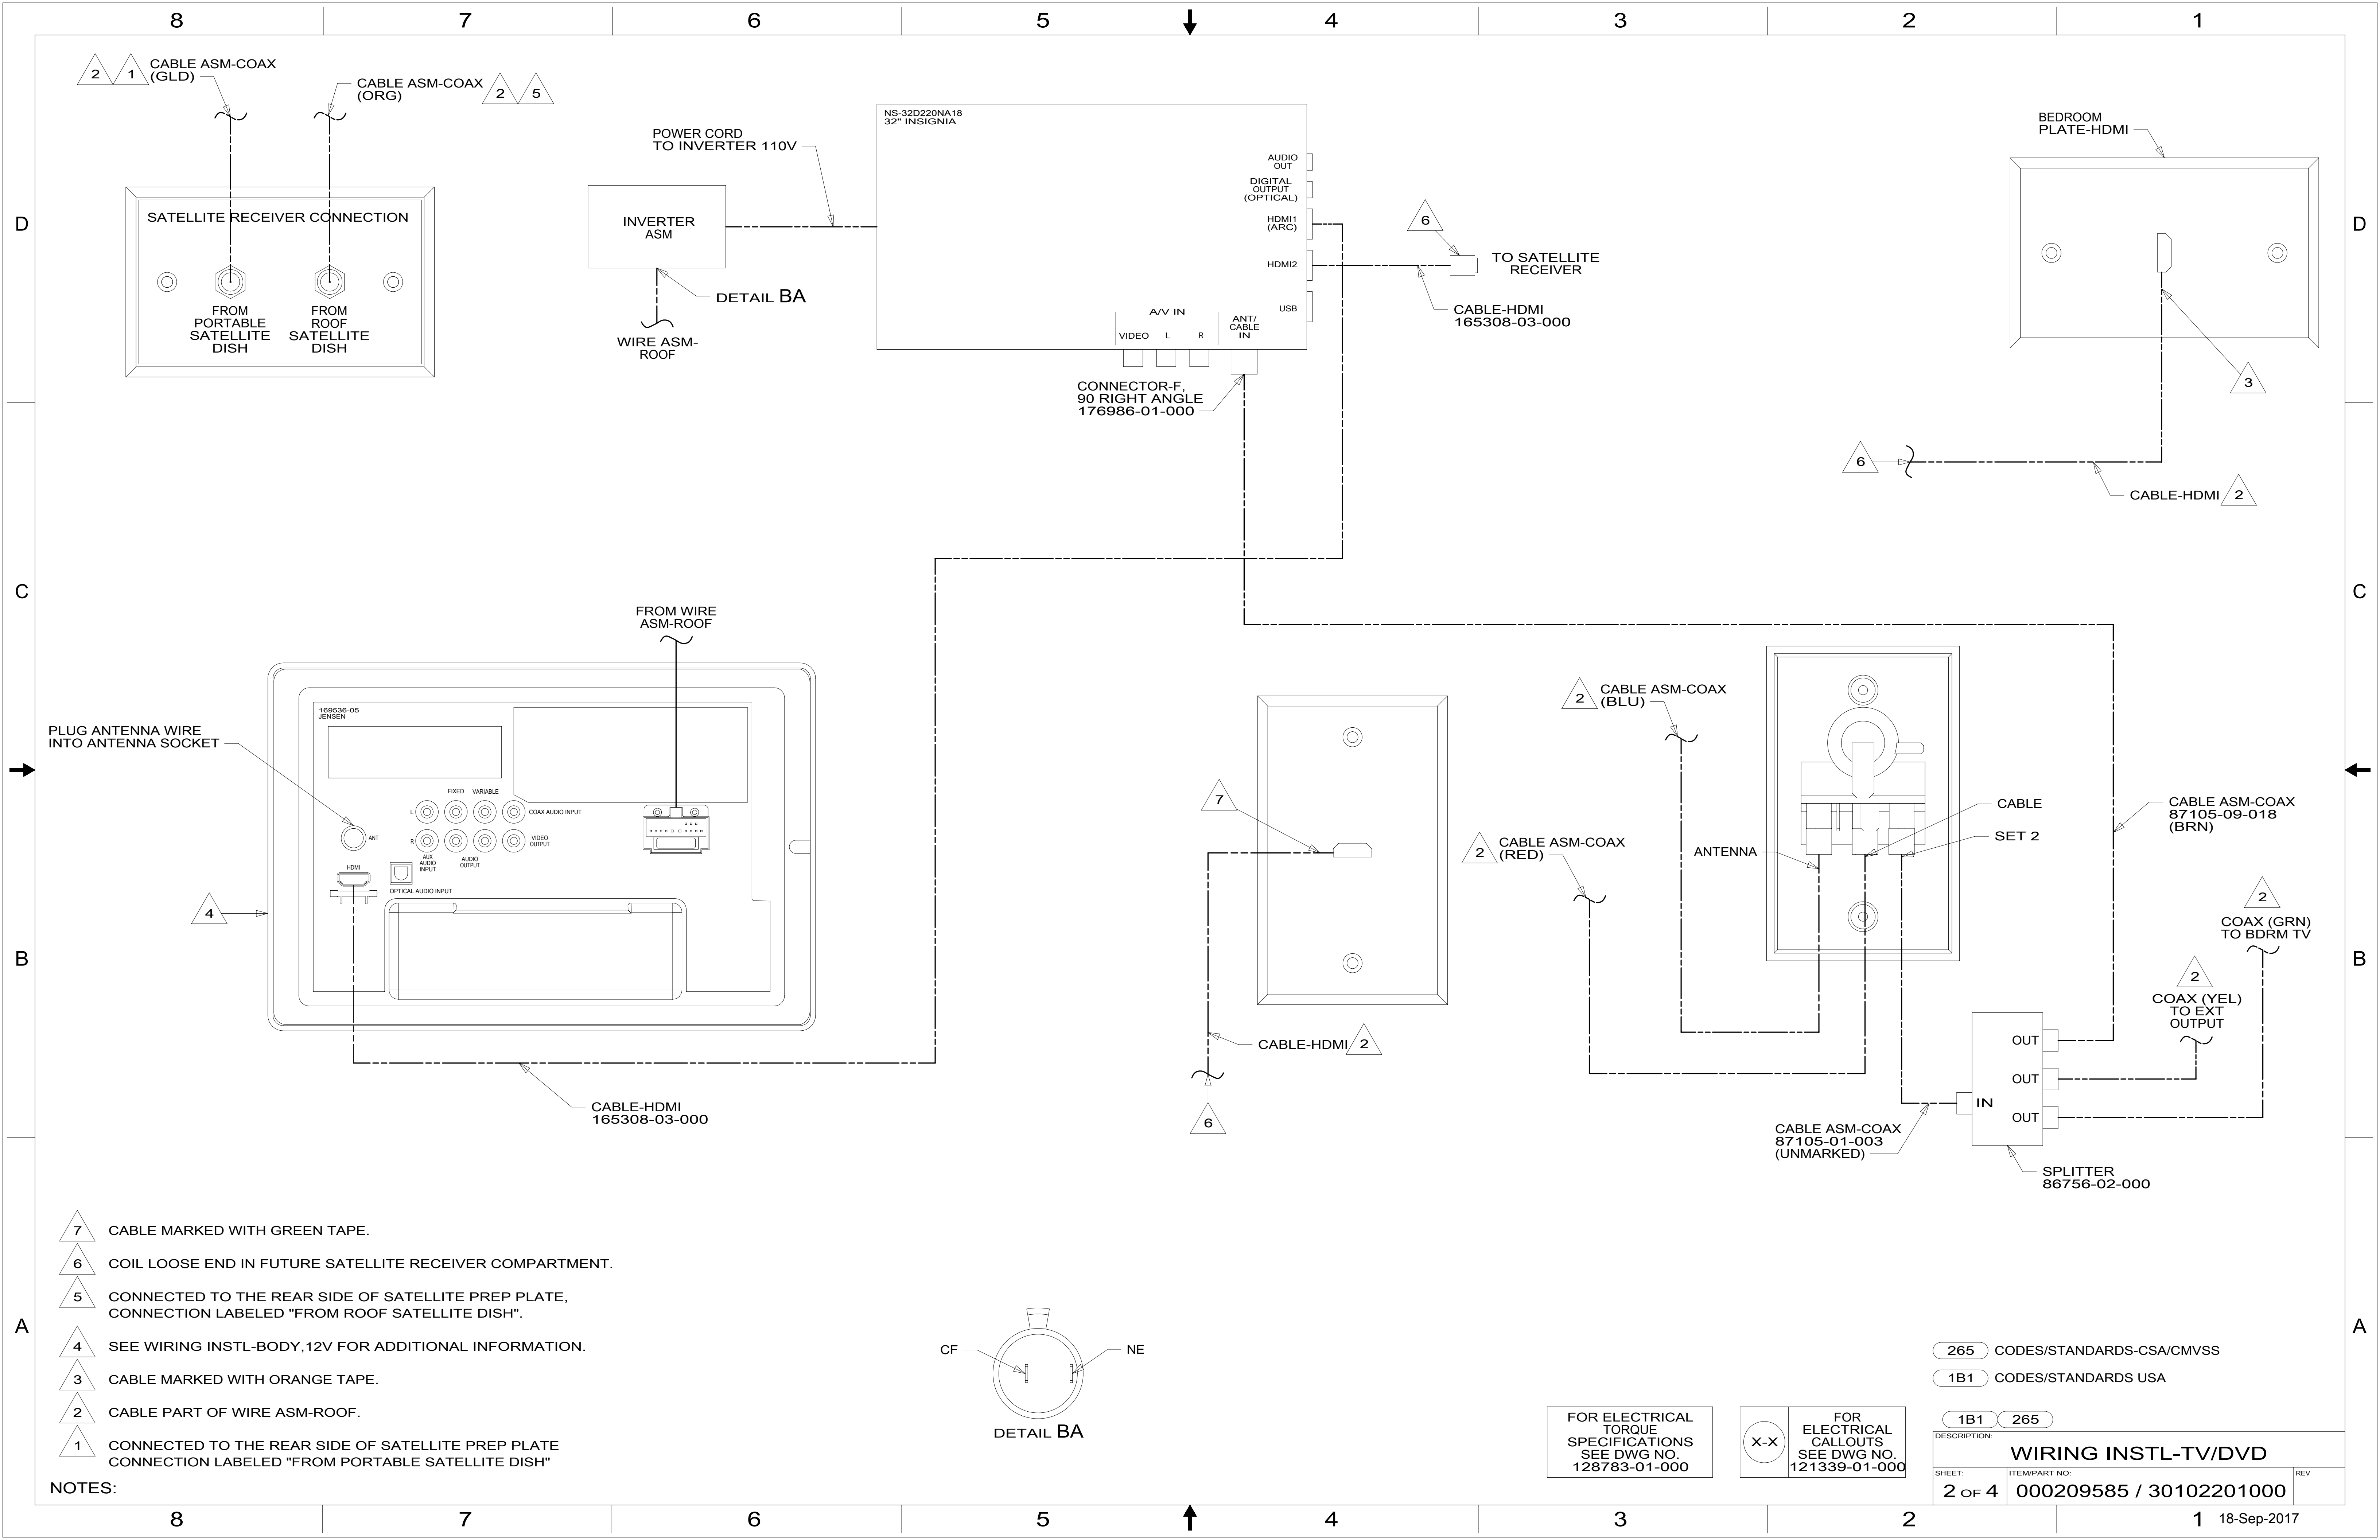 8 7 6 5 4 3 2 1
2 1 CABLE ASM-COAX
(GLD)
CABLE ASM-COAX
(ORG)
2 5
SATELLITE RECEIVER CONNECTION
FROM
PORTABLE
SATELLITE
DISH
FROM
ROOF
SATELLITE
DISH
POWER CORD
TO INVERTER 110V
INVERTER
ASM
DETAIL BA
WIRE ASM-
ROOF
NS-32D220NA18
32" INSIGNIA
AUDIO
OUT
DIGITAL
OUTPUT
(OPTICAL)
HDMI1
(ARC)
HDMI2
USB
A/V IN
VIDEO L R
ANT/
CABLE
IN
CONNECTOR-F,
90 RIGHT ANGLE
176986-01-000
6
TO SATELLITE
RECEIVER
CABLE-HDMI
165308-03-000
BEDROOM
PLATE-HDMI
3
6
CABLE-HDMI 2
D D
C C
FROM WIRE
ASM-ROOF
PLUG ANTENNA WIRE
INTO ANTENNA SOCKET
169536-05
JENSEN
FIXED VARIABLE
L
COAX AUDIO INPUT
ANT
R
VIDEO
OUTPUT
AUX
AUDIO
INPUT
AUDIO
OUTPUT
HDMI
OPTICAL AUDIO INPUT
4
CABLE-HDMI
165308-03-000
7
CABLE-HDMI 2
6
2 CABLE ASM-COAX
(BLU)
2 CABLE ASM-COAX
(RED)
ANTENNA
CABLE
SET 2
CABLE ASM-COAX
87105-09-018
(BRN)
2
COAX (GRN)
TO BDRM TV
2
COAX (YEL)
TO EXT
OUTPUT
OUT
OUT
IN
OUT
CABLE ASM-COAX
87105-01-003
(UNMARKED)
SPLITTER
86756-02-000
B B
A A
7 CABLE MARKED WITH GREEN TAPE.
6 COIL LOOSE END IN FUTURE SATELLITE RECEIVER COMPARTMENT.
5 CONNECTED TO THE REAR SIDE OF SATELLITE PREP PLATE,
CONNECTION LABELED "FROM ROOF SATELLITE DISH".
4 SEE WIRING INSTL-BODY,12V FOR ADDITIONAL INFORMATION.
3 CABLE MARKED WITH ORANGE TAPE.
2 CABLE PART OF WIRE ASM-ROOF.
1 CONNECTED TO THE REAR SIDE OF SATELLITE PREP PLATE
CONNECTION LABELED "FROM PORTABLE SATELLITE DISH"
NOTES:
CF NE
DETAIL BA
FOR ELECTRICAL
TORQUE
SPECIFICATIONS
SEE DWG NO.
128783-01-000
X-X
FOR
ELECTRICAL
CALLOUTS
SEE DWG NO.
121339-01-000
265 CODES/STANDARDS-CSA/CMVSS
1B1 CODES/STANDARDS USA
1B1 265
DESCRIPTION:
WIRING INSTL-TV/DVD
SHEET: ITEM/PART NO: REV
2 OF 4 000209585 / 30102201000
8 7 6 5 4 3 2 1
18-Sep-2017